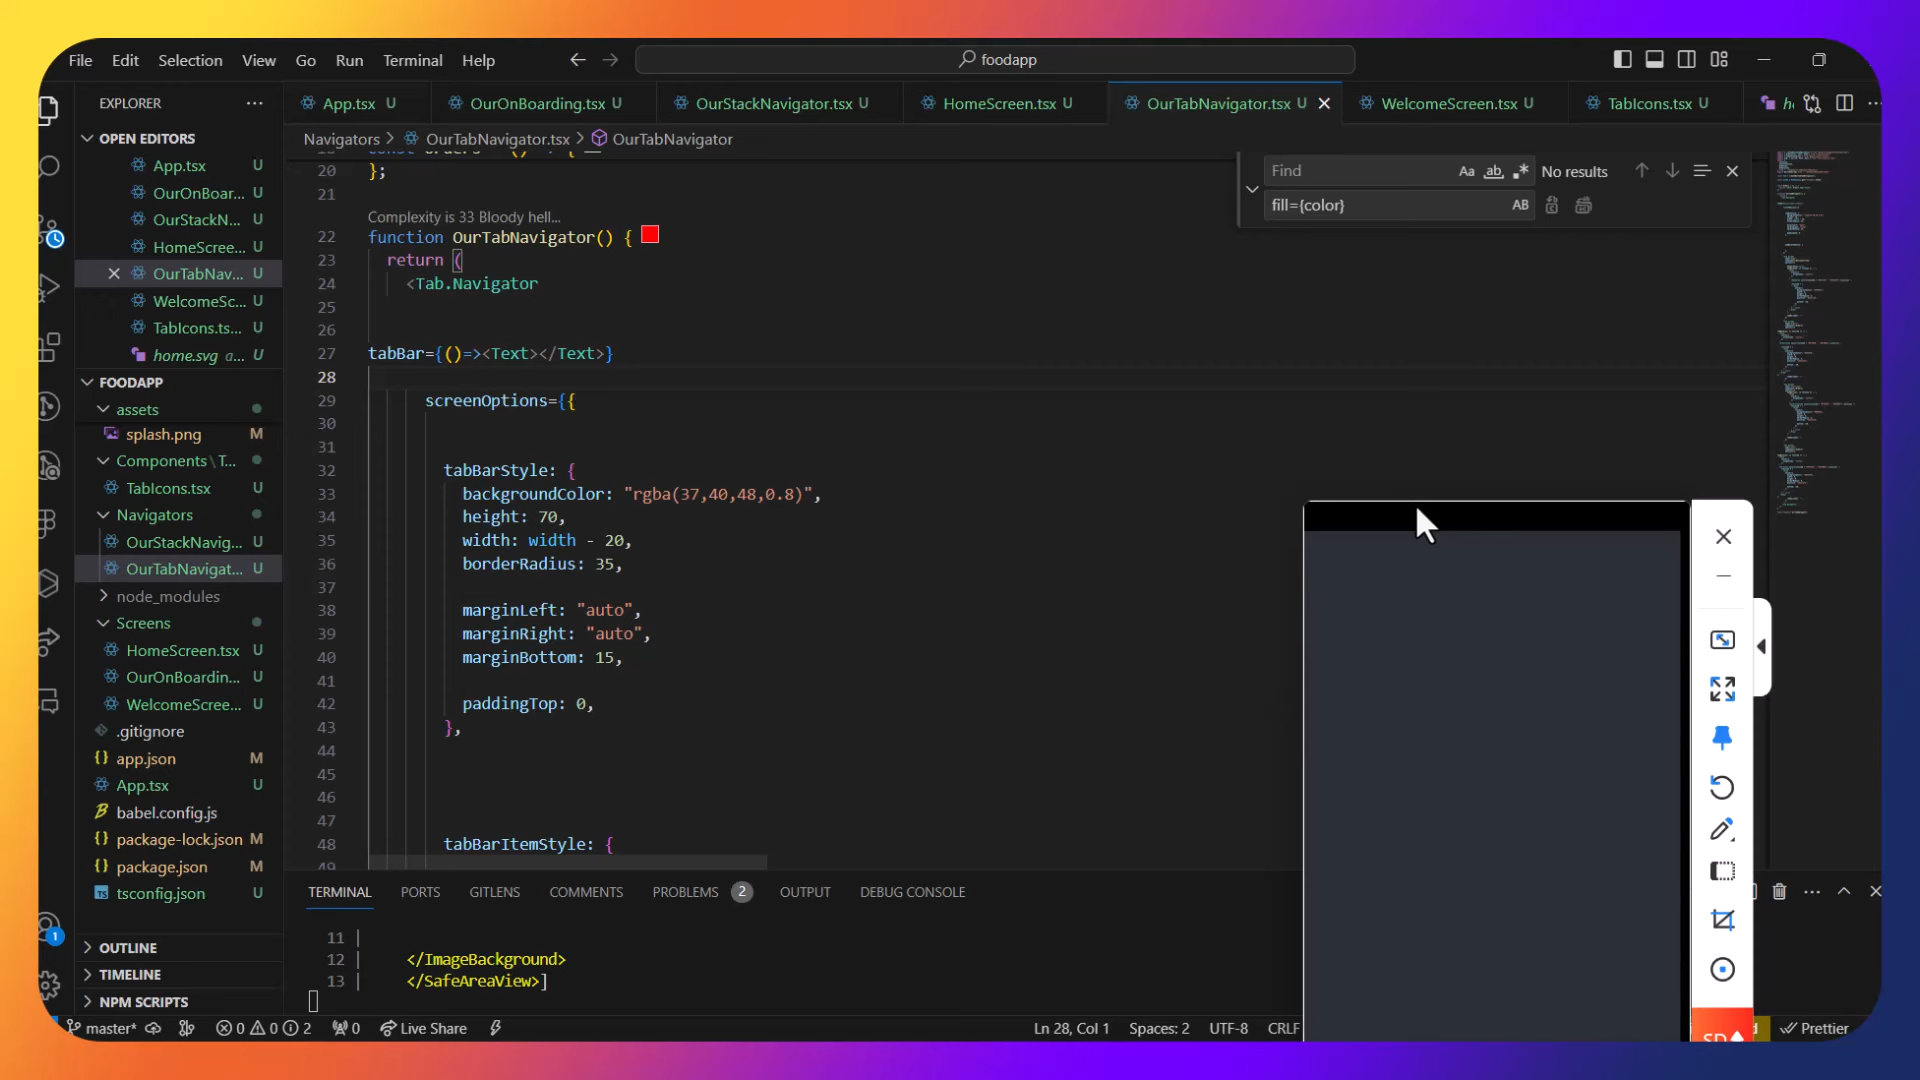 File Edit Selection View Go Run Terminal Help
foodapp
EXPLORER
OPEN EDITORS
App.tsx U
OurOnBoar... U
OurStackN... U
HomeScree... U
OurTabNav... U
WelcomeSc... U
TabIcons.ts... U
home.svg a... U
FOODAPP
assets
splash.png M
Components\T...
TabIcons.tsx U
Navigators
OurStackNavig... U
OurTabNavigat... U
node_modules
Screens
HomeScreen.tsx U
OurOnBoardin... U
WelcomeScree... U
.gitignore
app.json M
App.tsx U
babel.config.js
package-lock.json M
package.json M
tsconfig.json U
OUTLINE
TIMELINE
NPM SCRIPTS
App.tsx U OurOnBoarding.tsx U OurStackNavigator.tsx U HomeScreen.tsx U OurTabNavigator.tsx U WelcomeScreen.tsx U TabIcons.tsx U
Navigators > OurTabNavigator.tsx > OurTabNavigator
Find Aa ab No results
fill={color} AB
20 };
21
Complexity is 33 Bloody hell...
22 function OurTabNavigator() {
23 return (
24 <Tab.Navigator
25
26
27 tabBar={()=><Text></Text>}
28
29 screenOptions={{
30
31
32 tabBarStyle: {
33 backgroundColor: "rgba(37,40,48,0.8)",
34 height: 70,
35 width: width - 20,
36 borderRadius: 35,
37
38 marginLeft: "auto",
39 marginRight: "auto",
40 marginBottom: 15,
41
42 paddingTop: 0,
43 },
44
45
46
47
48 tabBarItemStyle: {
49
TERMINAL PORTS GITLENS COMMENTS PROBLEMS 2 OUTPUT DEBUG CONSOLE
11 |
12 | </ImageBackground>
13 | </SafeAreaView>]
1
master* 0 0 2 0 Live Share Ln 28, Col 1 Spaces: 2 UTF-8 CRLF Prettier